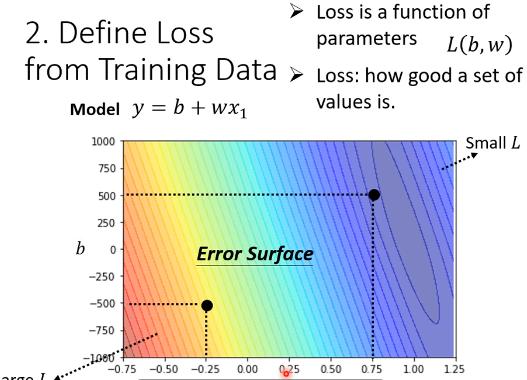 2. Define Loss
from Training Data
➢ Loss is a function of
parameters L(b, w)
➢ Loss: how good a set of
values is.
Model y = b + wx₁
Small L
1000
750
500
250
0
−250
−500
−750
−1000
b
Error Surface
−0.75 −0.50 −0.25 0.00 0.25 0.50 0.75 1.00 1.25